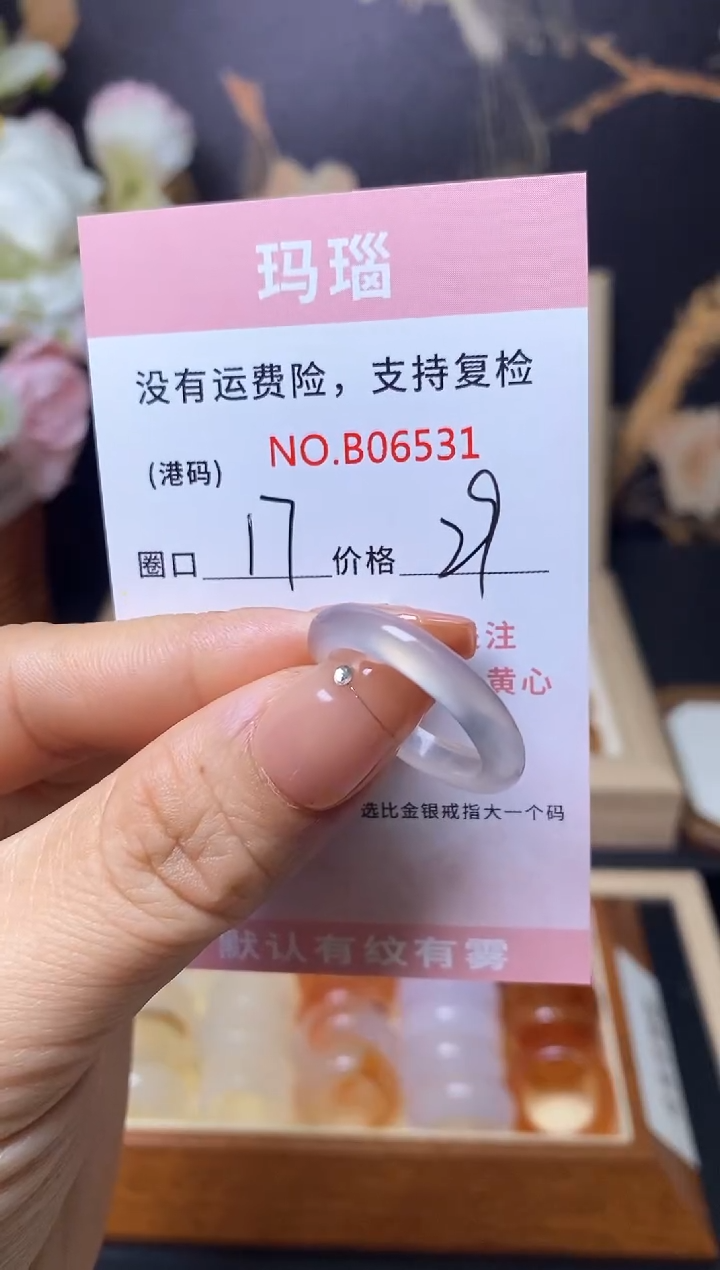 玛瑙
没有运费险，支持复检
(港码) NO.B06531
圈口 17 价格 29
注
黄心
选比金银戒指大一个码
默认有纹有雾